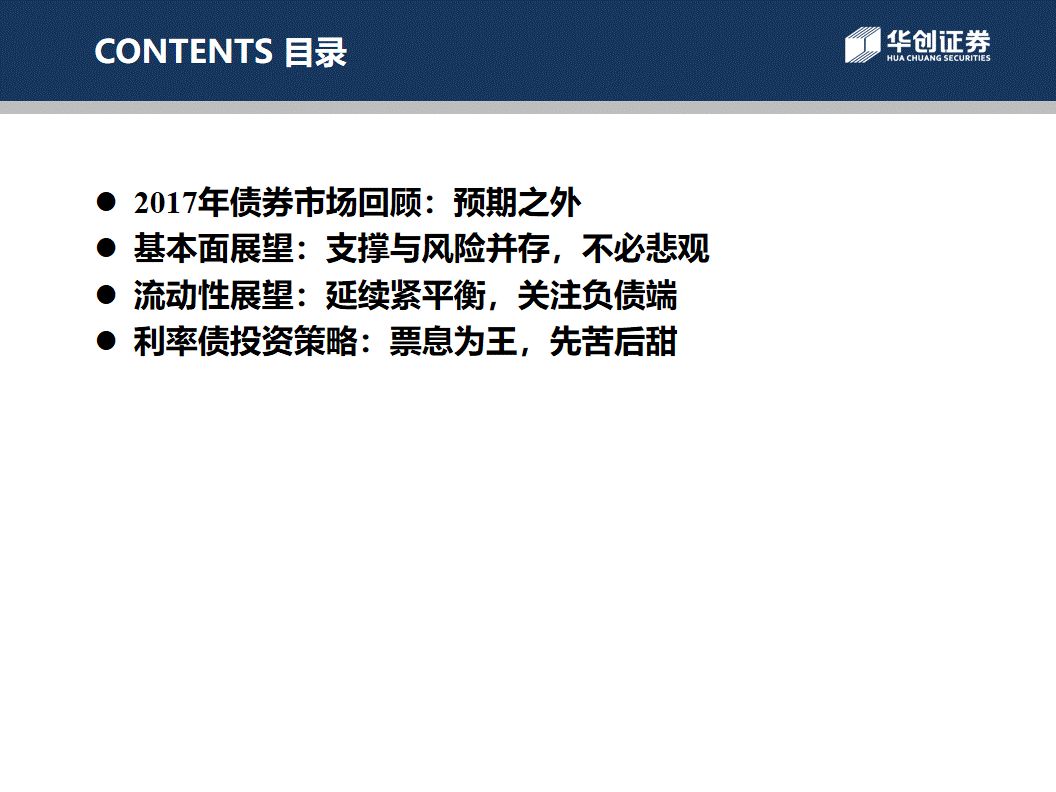 CONTENTS 目录
华创证券
HUA CHUANG SECURITIES
● 2017年债券市场回顾：预期之外
● 基本面展望：支撑与风险并存，不必悲观
● 流动性展望：延续紧平衡，关注负债端
● 利率债投资策略：票息为王，先苦后甜